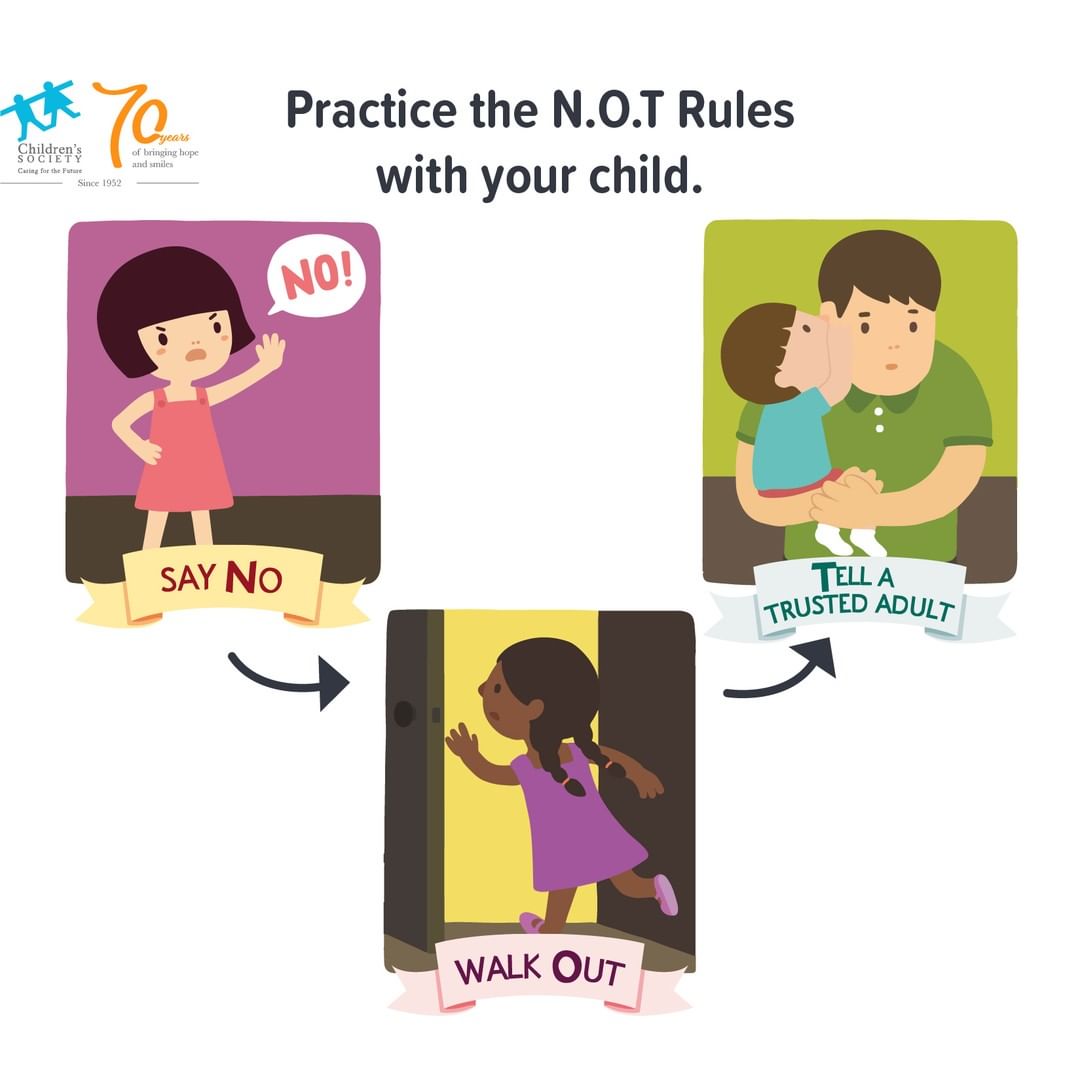 Children's
SOCIETY
Caring for the Future
70 years
of bringing hope
and smiles
Since 1952
Practice the N.O.T Rules
with your child.
NO!
SAY NO
WALK OUT
TELL A
TRUSTED ADULT